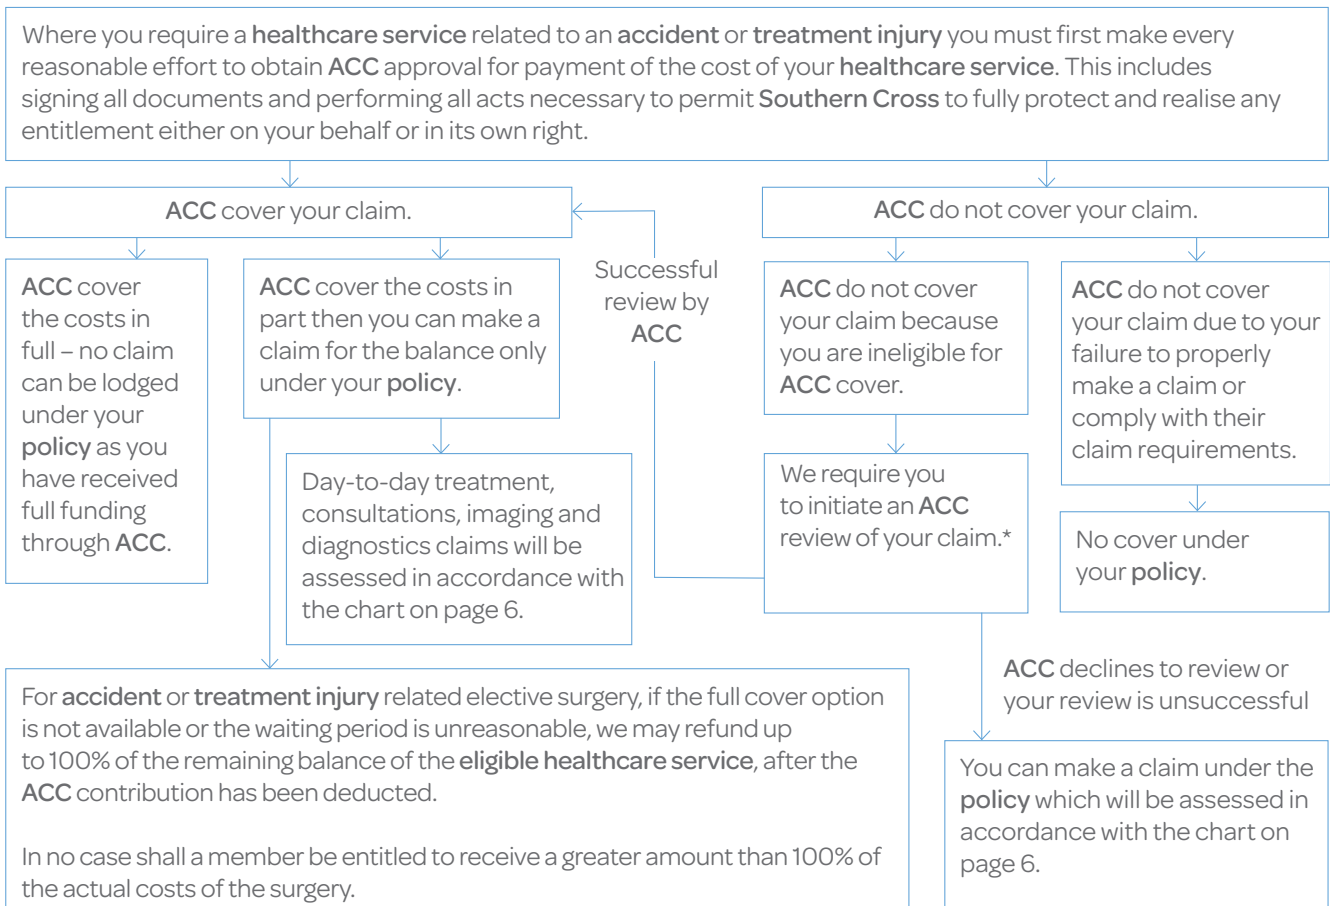 Where you require a healthcare service related to an accident or treatment injury you must first make every
reasonable effort to obtain ACC approval for payment of the cost of your healthcare service. This includes
signing all documents and performing all acts necessary to permit Southern Cross to fully protect and realise any
entitlement either on your behalf or in its own right.
ACC cover your claim.
ACC do not cover your claim.
ACC cover
the costs in
full – no claim
can be lodged
under your
policy as you
have received
full funding
through ACC.
ACC cover the costs in
part then you can make a
claim for the balance only
under your policy.
Successful
review by
ACC
ACC do not cover
your claim because
you are ineligible for
ACC cover.
ACC do not cover
your claim due to your
failure to properly
make a claim or
comply with their
claim requirements.
Day-to-day treatment,
consultations, imaging and
diagnostics claims will be
assessed in accordance with
the chart on page 6.
We require you
to initiate an ACC
review of your claim.*
No cover under
your policy.
For accident or treatment injury related elective surgery, if the full cover option
is not available or the waiting period is unreasonable, we may refund up
to 100% of the remaining balance of the eligible healthcare service, after the
ACC contribution has been deducted.
In no case shall a member be entitled to receive a greater amount than 100% of
the actual costs of the surgery.
ACC declines to review or
your review is unsuccessful
You can make a claim under the
policy which will be assessed in
accordance with the chart on
page 6.